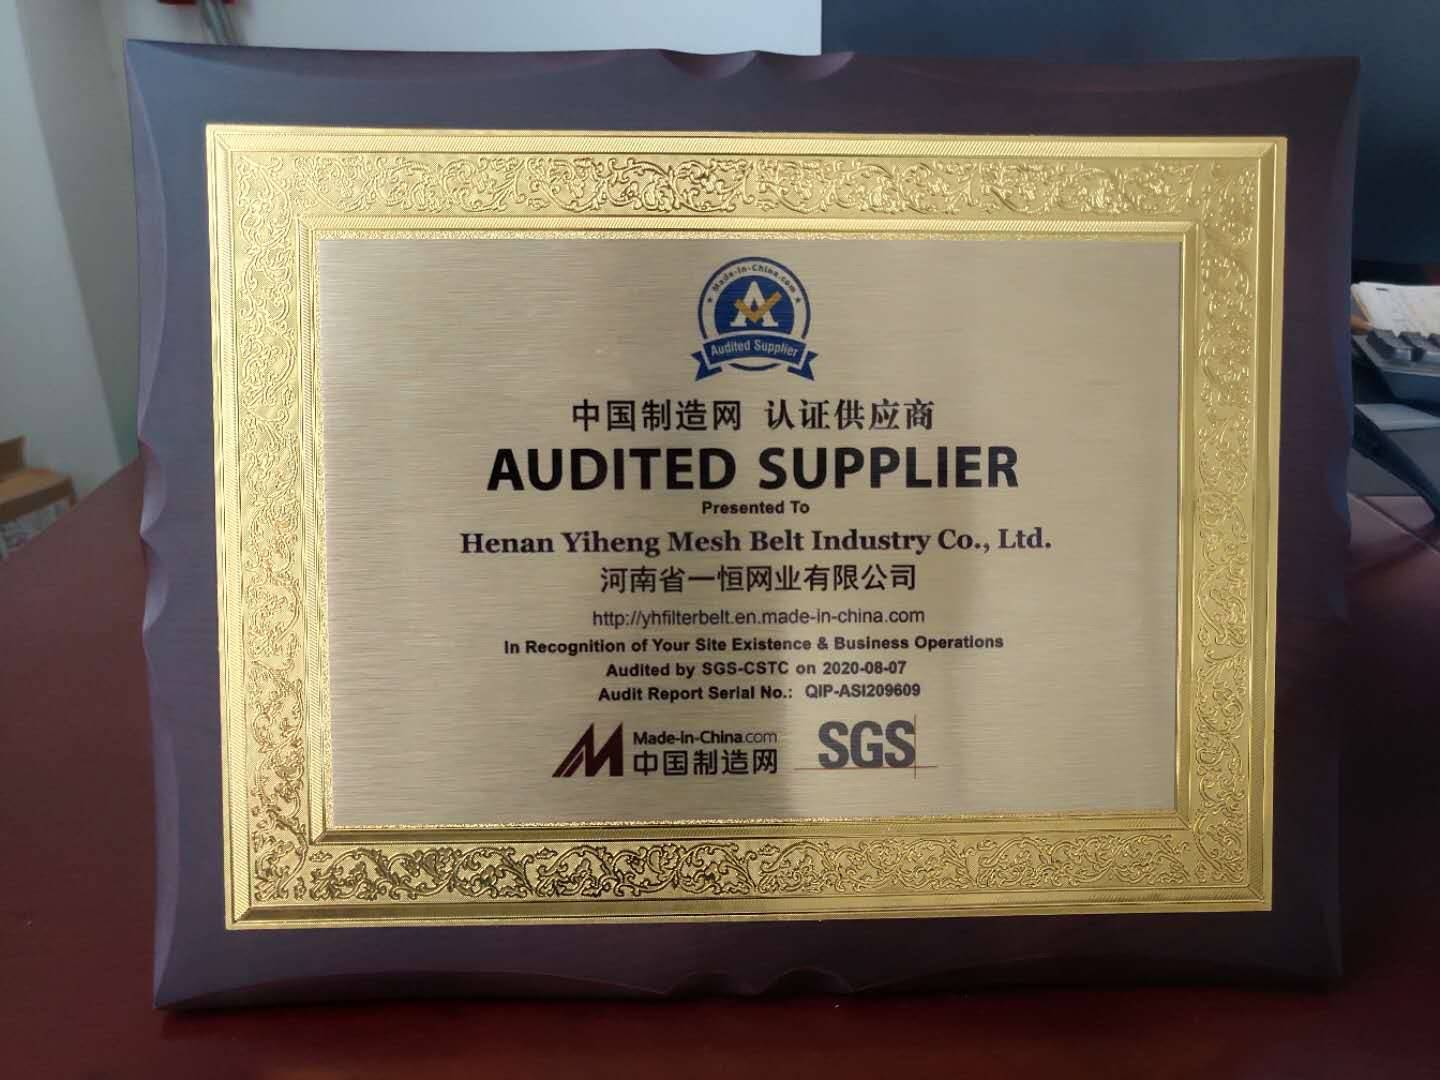 Made-in-China.com
Audited Supplier
中国制造网 认证供应商
AUDITED SUPPLIER
Presented To
Henan Yiheng Mesh Belt Industry Co., Ltd.
河南省一恒网业有限公司
http://yhfilterbelt.en.made-in-china.com
In Recognition of Your Site Existence & Business Operations
Audited by SGS-CSTC on 2020-08-07
Audit Report Serial No.: QIP-ASI209609
Made-in-China.com
中国制造网
SGS